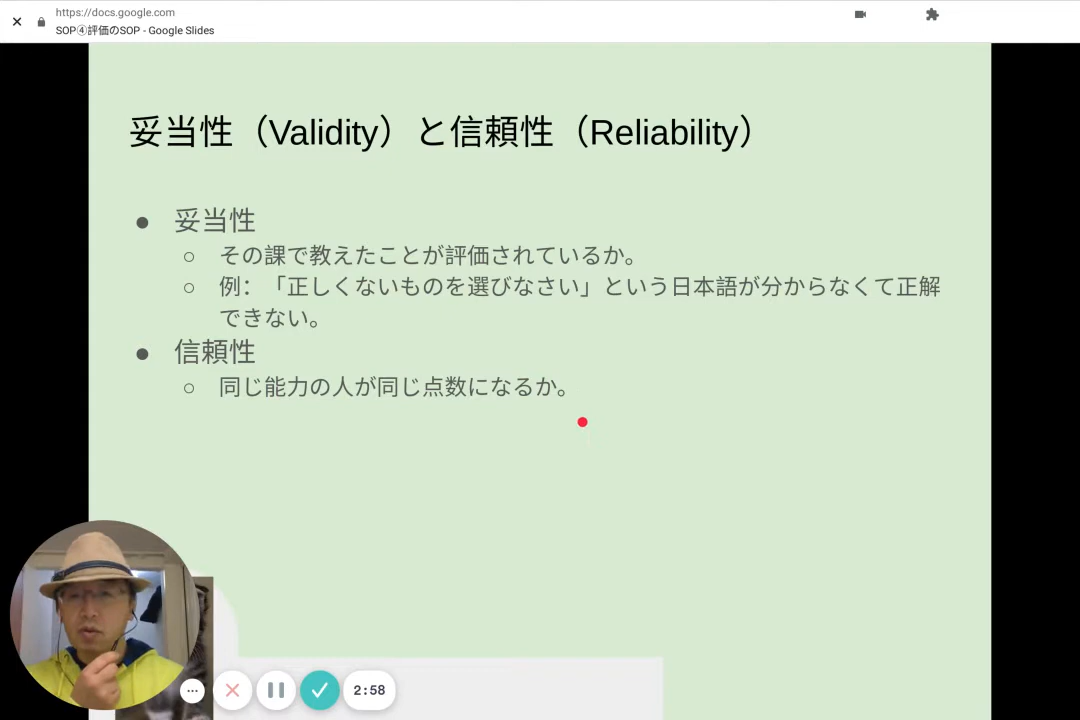 https://docs.google.com
SOP④評価のSOP - Google Slides
妥当性（Validity）と信頼性（Reliability）
● 妥当性
○ その課で教えたことが評価されているか。
○ 例：「正しくないものを選びなさい」という日本語が分からなくて正解
できない。
● 信頼性
○ 同じ能力の人が同じ点数になるか。
2:58